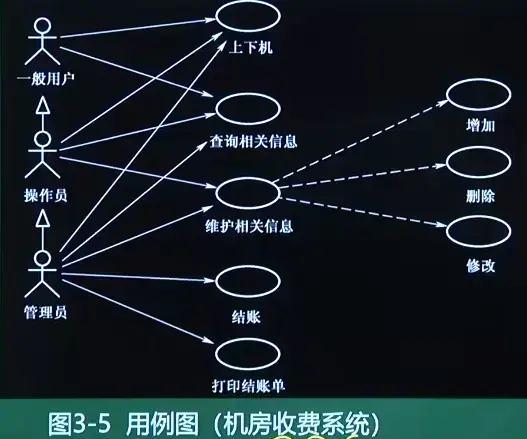 一般用户
上下机
查询相关信息
增加
操作员
删除
维护相关信息
修改
管理员
结账
打印结账单
图3-5 用例图（机房收费系统）